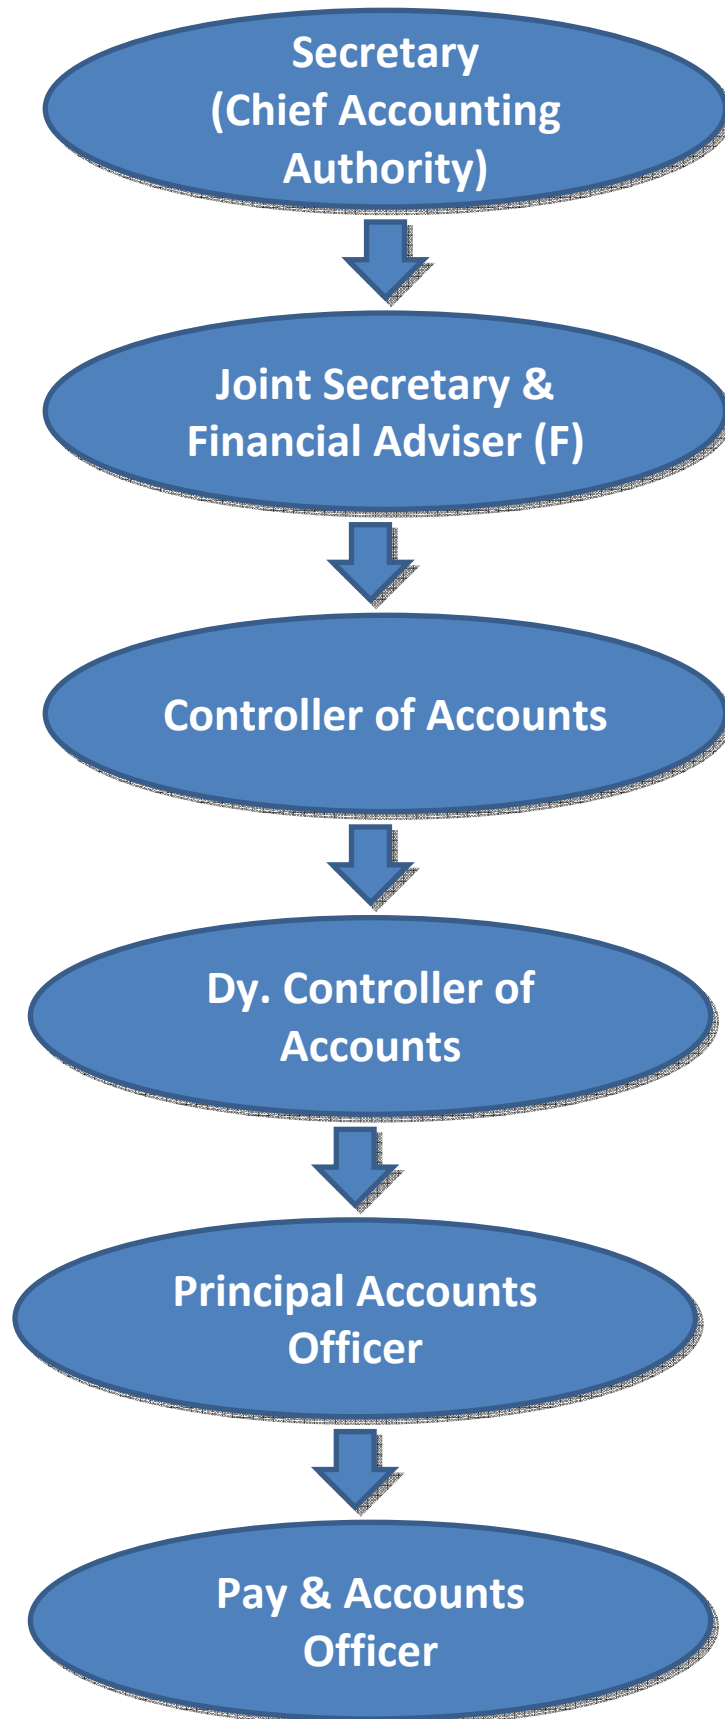 Secretary
(Chief Accounting
Authority)
Joint Secretary &
Financial Adviser (F)
Controller of Accounts
Dy. Controller of
Accounts
Principal Accounts
Officer
Pay & Accounts
Officer